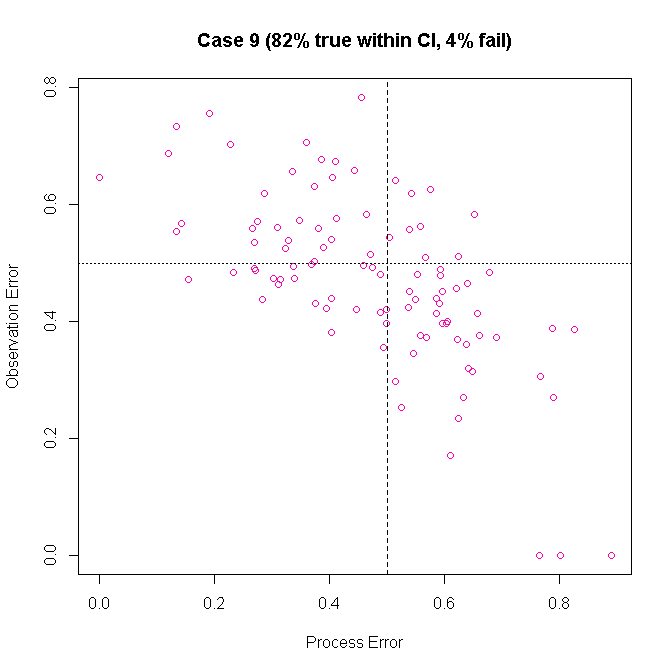 Case 9 (82% true within CI, 4% fail)
0.8
0.6
0.4
0.2
0.0
Observation Error
0.0 0.2 0.4 0.6 0.8
Process Error